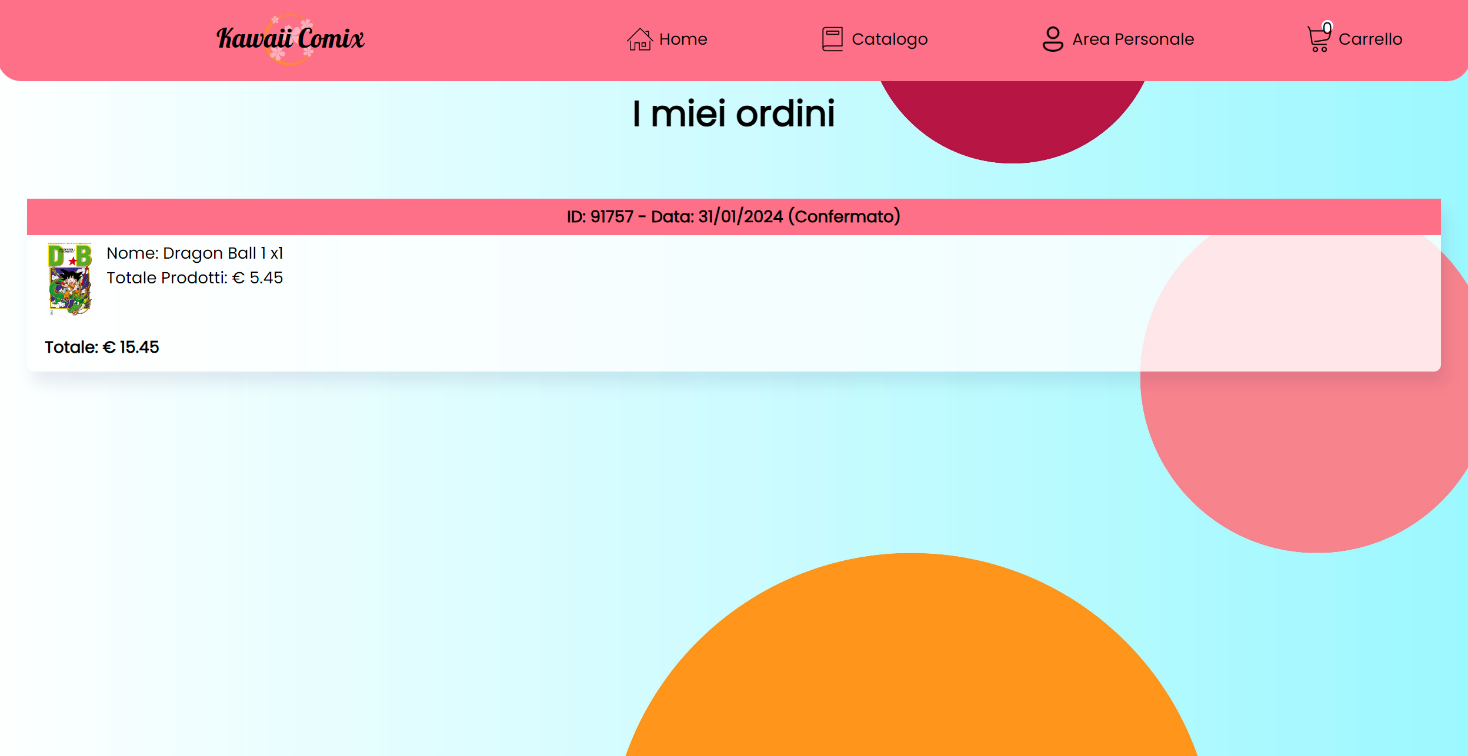 Kawaii Comix
Home
Catalogo
Area Personale
0
Carrello
I miei ordini
ID: 91757 - Data: 31/01/2024 (Confermato)
D B
Nome: Dragon Ball 1 x1
Totale Prodotti: € 5.45
Totale: € 15.45